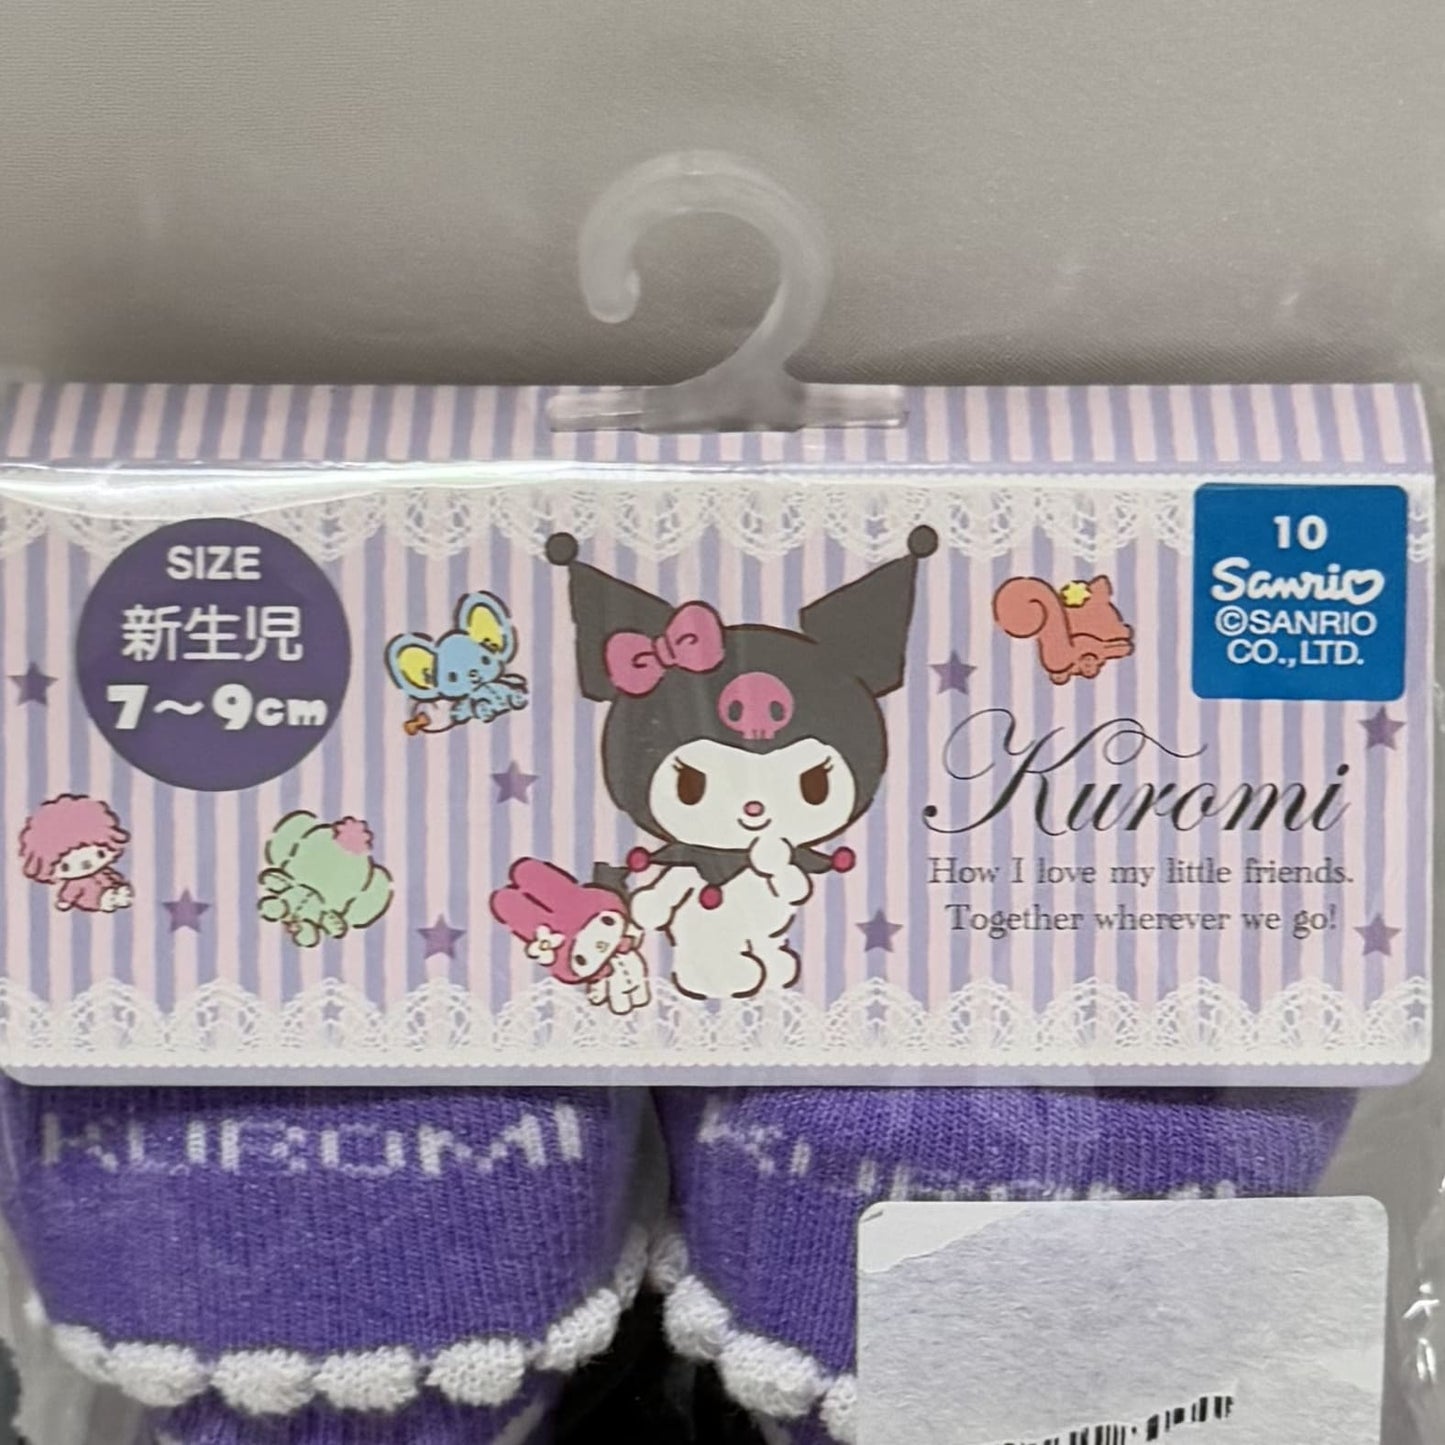 SIZE
新生児
7～9cm
10
Sanrio
©SANRIO
CO.,LTD.
Kuromi
How I love my little friends.
Together wherever we go!
KUROMI